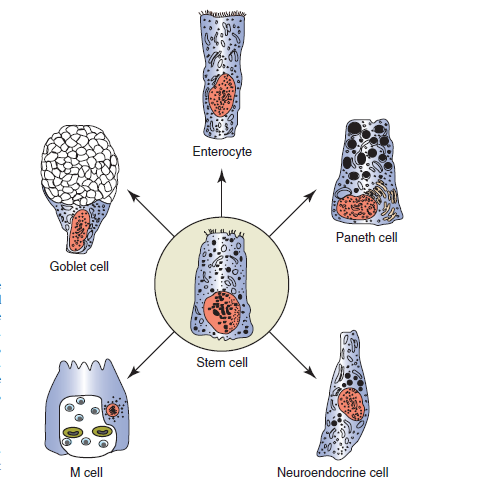 Enterocyte
Paneth cell
Goblet cell
Stem cell
M cell
Neuroendocrine cell